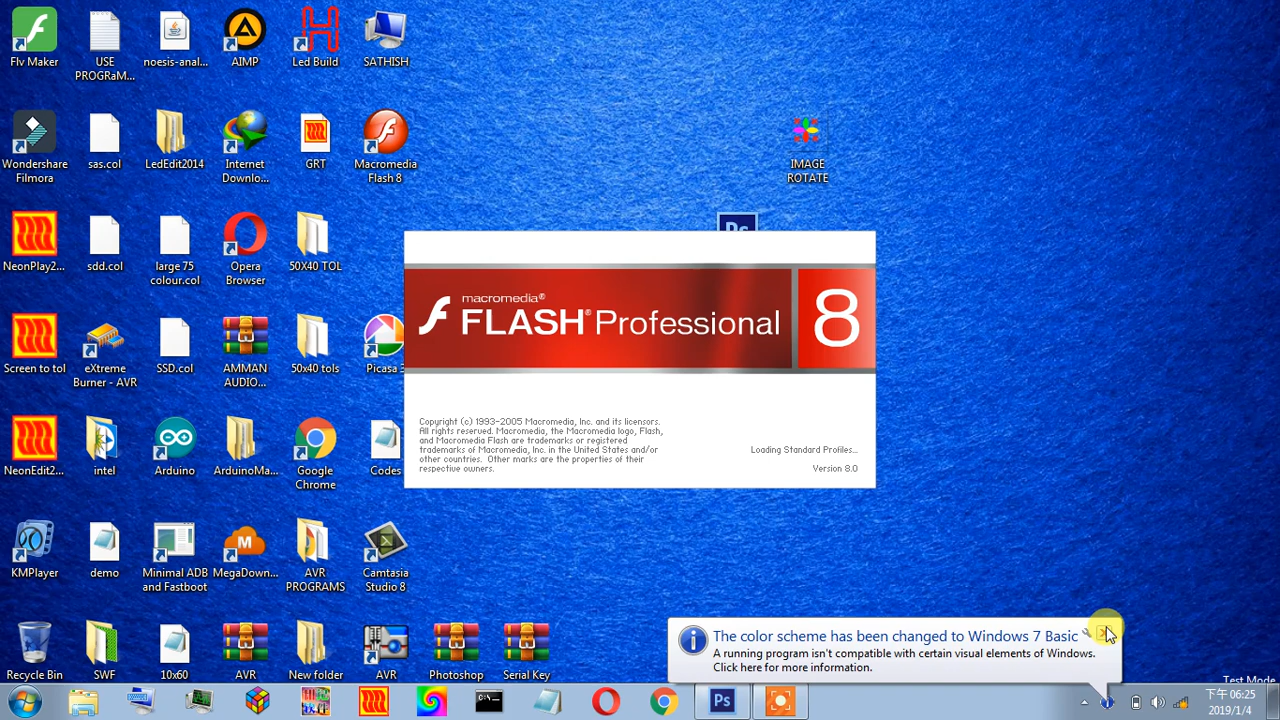 Flv Maker
USE
PROGRaM...
noesis-anal...
AIMP
Led Build
SATHISH
Wondershare
Filmora
sas.col
LedEdit2014
Internet
Downlo...
GRT
Macromedia
Flash 8
IMAGE
ROTATE
NeonPlay2...
sdd.col
large 75
colour.col
Opera
Browser
50X40 TOL
Ps
macromedia®
FLASH® Professional
8
Screen to tol
eXtreme
Burner - AVR
SSD.col
AMMAN
AUDIO...
50x40 tols
Picasa 3
Copyright (c) 1993-2005 Macromedia, Inc. and its licensors.
All rights reserved. Macromedia, the Macromedia logo, Flash,
and Macromedia Flash are trademarks or registered
trademarks of Macromedia, Inc. in the United States and/or
other countries. Other marks are the properties of their
respective owners.
Loading Standard Profiles...
Version 8.0
NeonEdit2...
intel
Arduino
ArduinoMa...
Google
Chrome
Codes
KMPlayer
demo
Minimal ADB
and Fastboot
MegaDown...
AVR
PROGRAMS
Camtasia
Studio 8
Recycle Bin
SWF
10x60
AVR
New folder
AVR
Photoshop
Serial Key
The color scheme has been changed to Windows 7 Basic
A running program isn't compatible with certain visual elements of Windows.
Click here for more information.
Test Mode
Ps
下午 06:25
2019/1/4